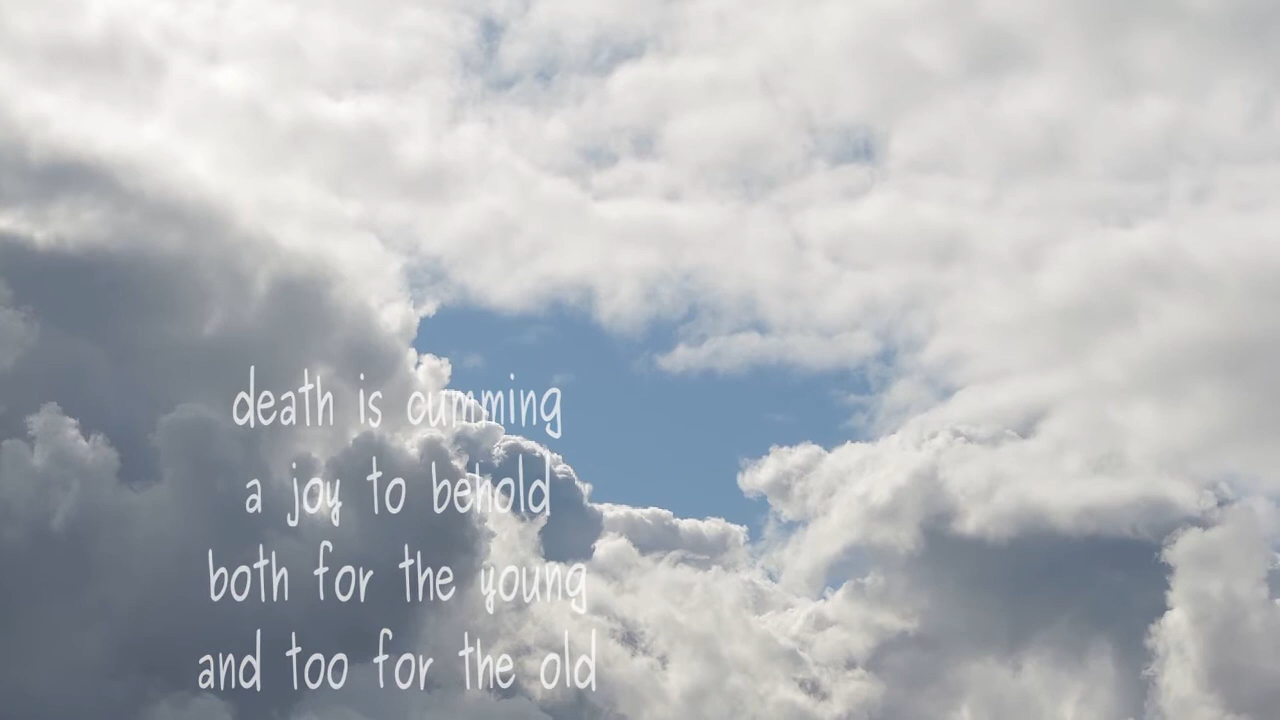 death is cumming
a joy to behold
both for the young
and too for the old